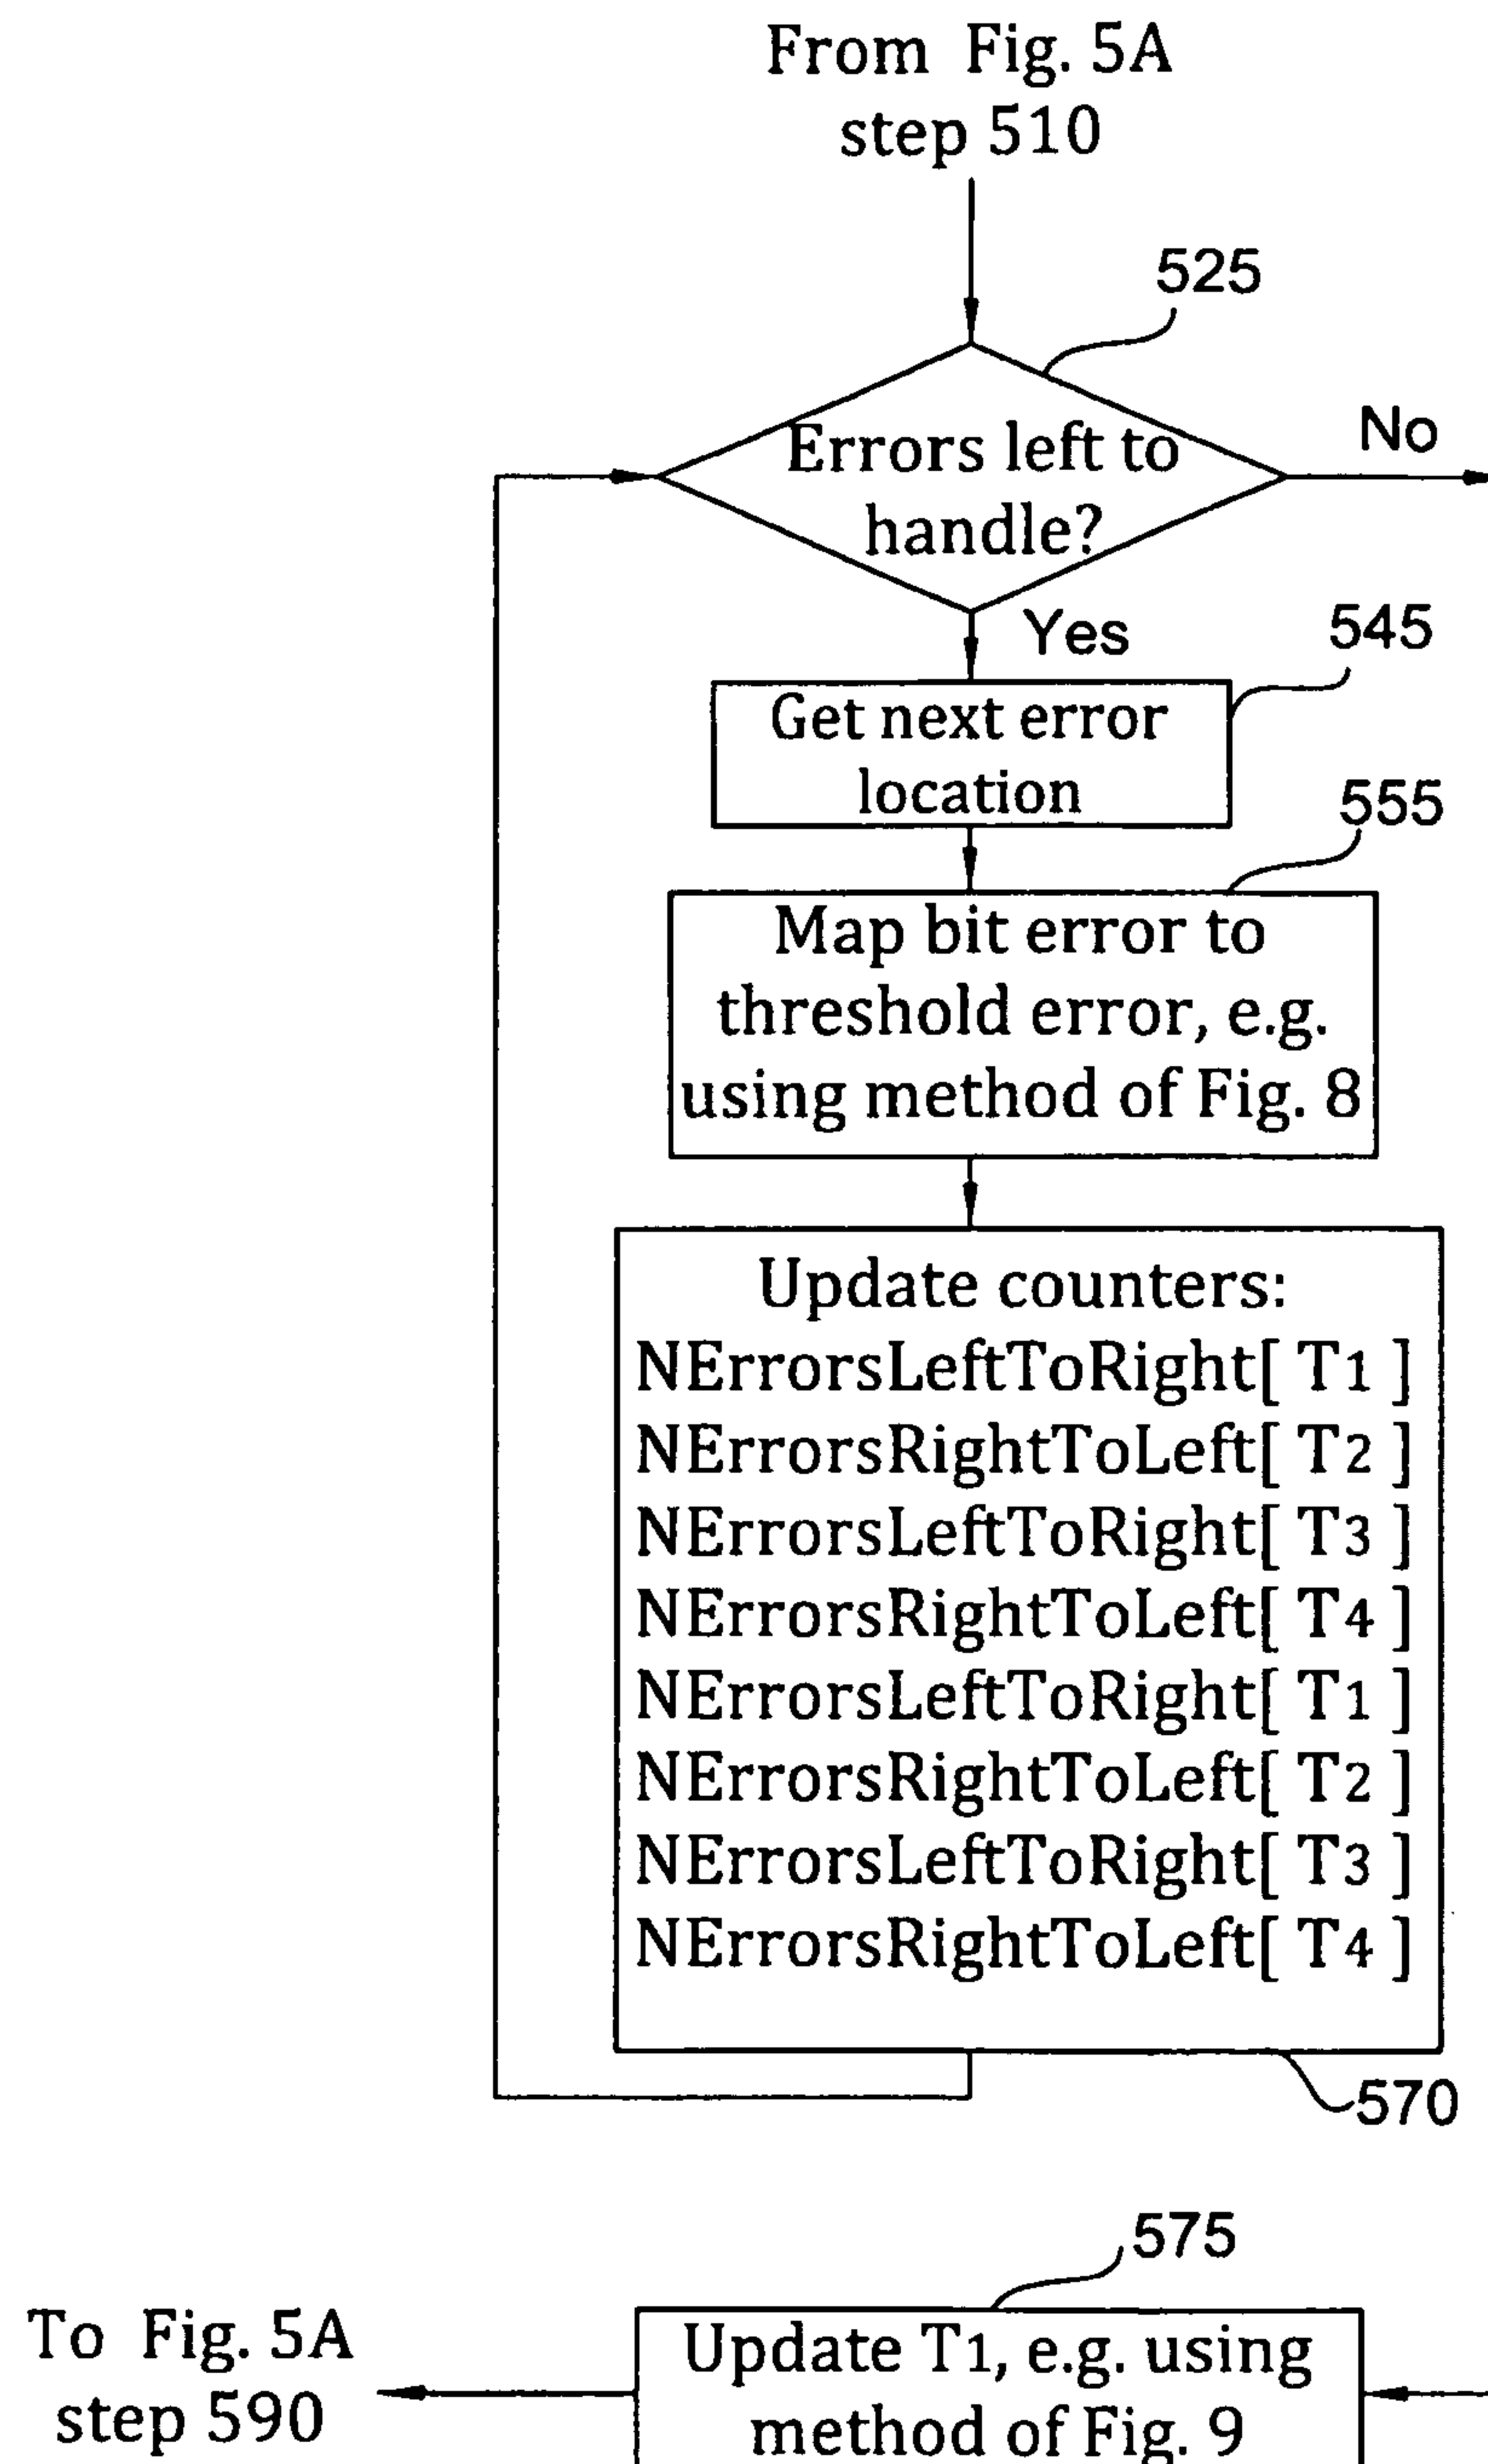 From Fig. 5A
step 510
525
Errors left to
handle?
No
Yes
545
Get next error
location
555
Map bit error to
threshold error, e.g.
using method of Fig. 8
Update counters:
NErrorsLeftToRight[ T1 ]
NErrorsRightToLeft[ T2 ]
NErrorsLeftToRight[ T3 ]
NErrorsRightToLeft[ T4 ]
NErrorsLeftToRight[ T1 ]
NErrorsRightToLeft[ T2 ]
NErrorsLeftToRight[ T3 ]
NErrorsRightToLeft[ T4 ]
570
575
To Fig. 5A
step 590
Update T1, e.g. using
method of Fig. 9